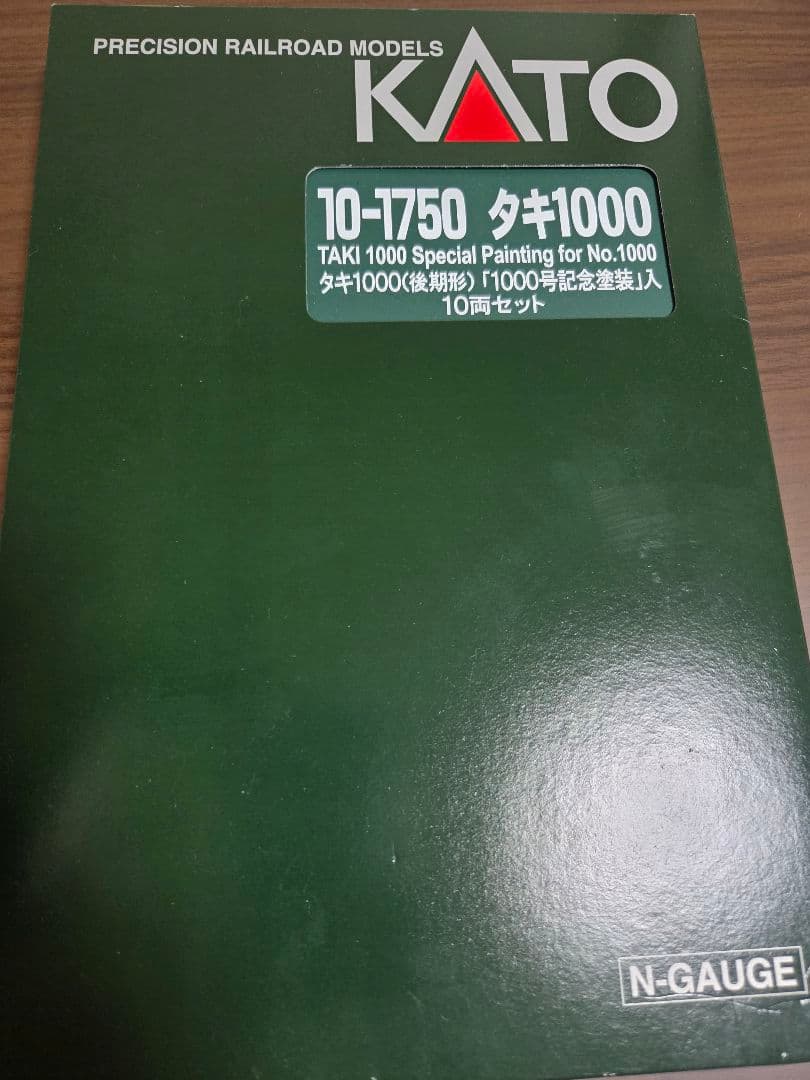 PRECISION RAILROAD MODELS
KATO
10-1750 タキ1000
TAKI 1000 Special Painting for No.1000
タキ1000(後期形)「1000号記念塗装」入
10両セット
N-GAUGE